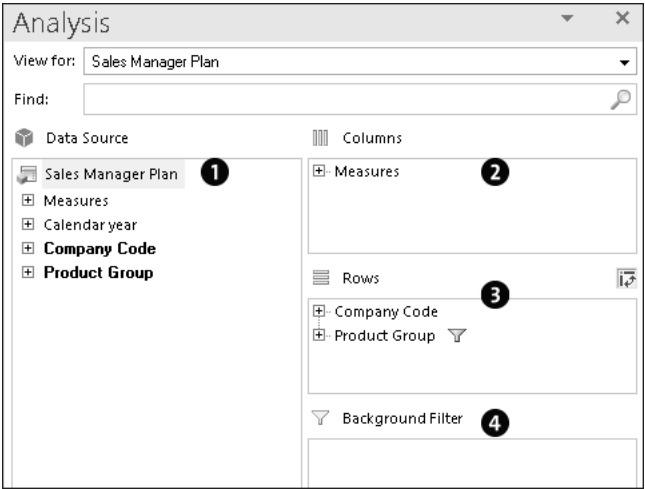 Analysis
View for: Sales Manager Plan
Find:
Data Source
Sales Manager Plan 1
Measures
Calendar year
Company Code
Product Group
Columns
Measures 2
Rows
3
Company Code
Product Group
Background Filter 4